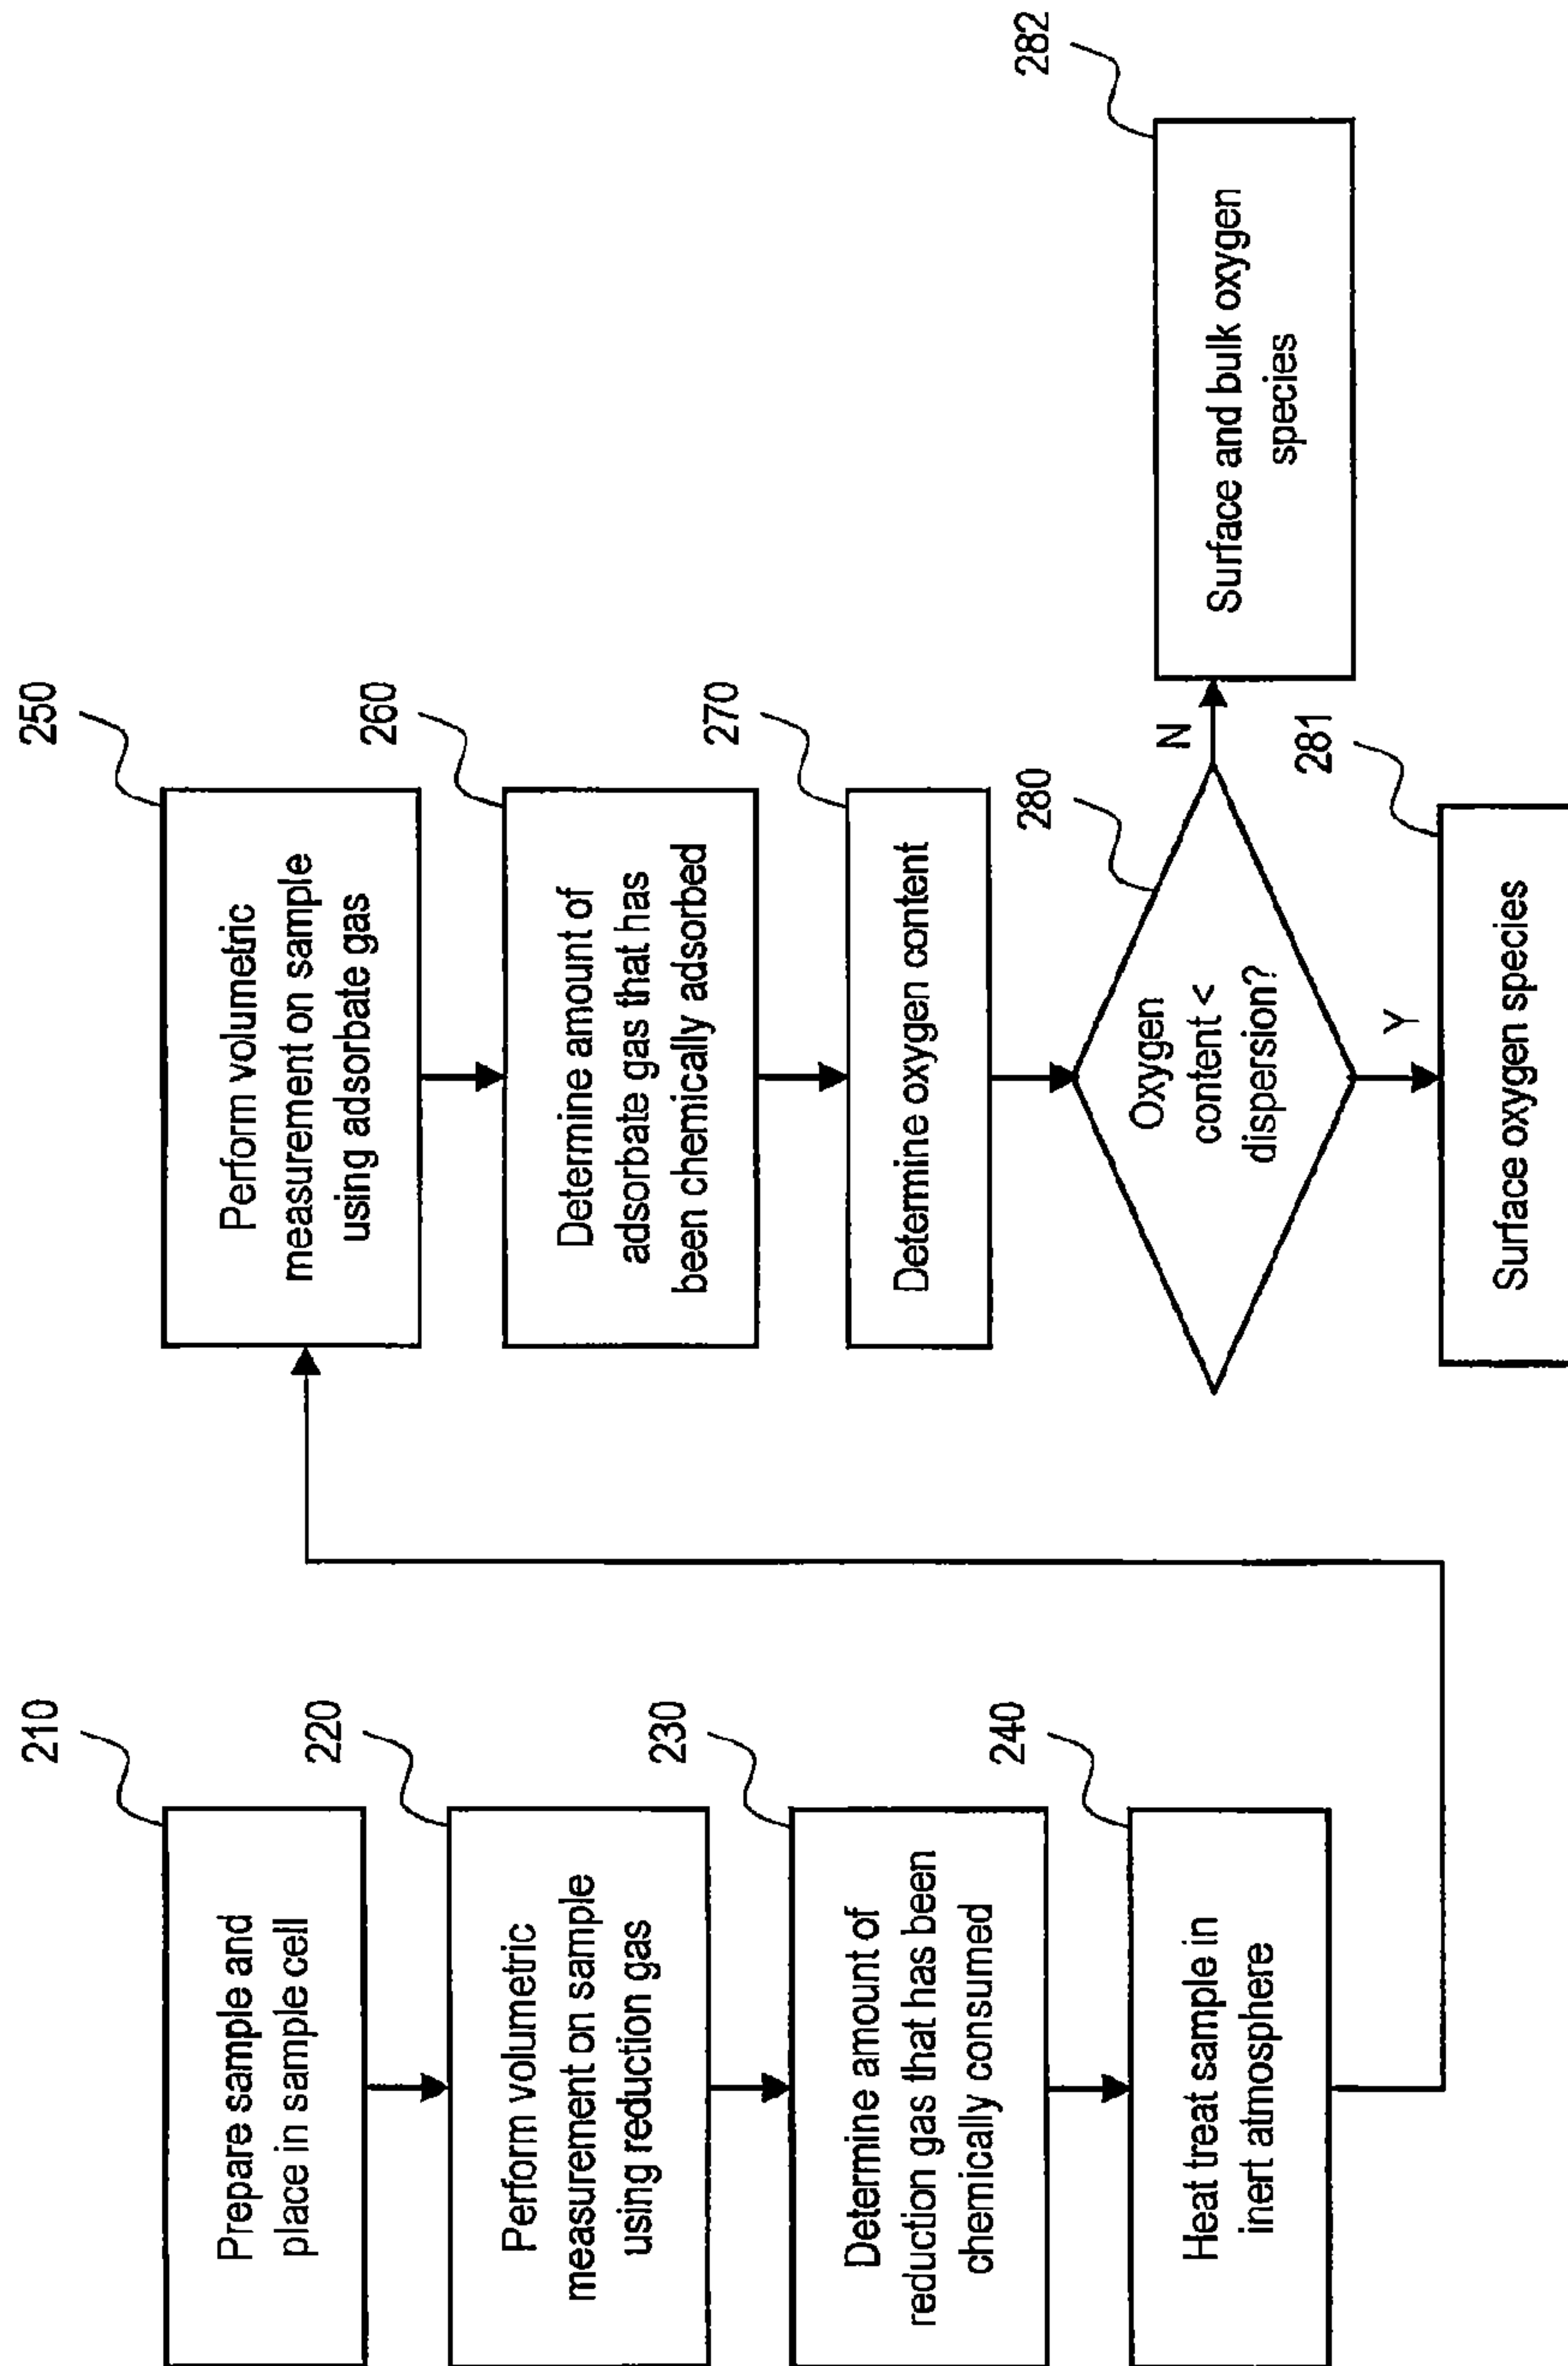 210
Prepare sample and
place in sample cell
220
Perform volumetric
measurement on sample
using reduction gas
230
Determine amount of
reduction gas that has been
chemically consumed
240
Heat treat sample in
inert atmosphere
250
Perform volumetric
measurement on sample
using adsorbate gas
260
Determine amount of
adsorbate gas that has
been chemically adsorbed
270
Determine oxygen content
280
Oxygen
content <
dispersion?
N
282
Surface and bulk oxygen
species
Y
281
Surface oxygen species